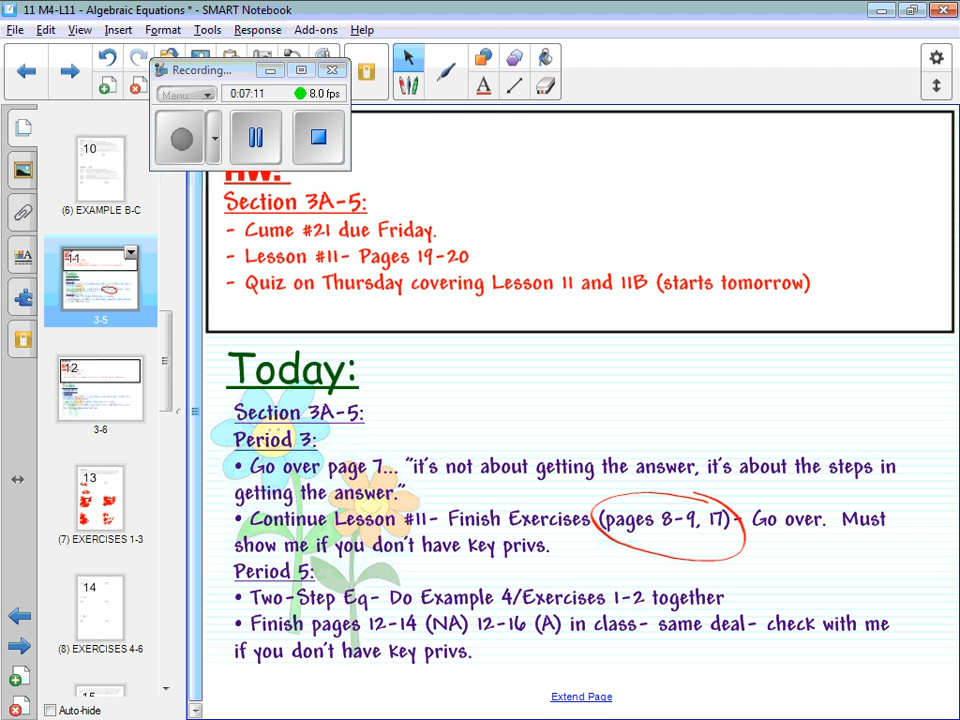 11 M4-L11 - Algebraic Equations * - SMART Notebook
File Edit View Insert Format Tools Response Add-ons Help
Recording...
Menu 0:07:11 8.0 fps
10
(6) EXAMPLE B-C
11
3-5
12
3-6
13
(7) EXERCISES 1-3
14
(8) EXERCISES 4-6
15
Auto-hide
HW:
Section 3A-5:
- Cume #21 due Friday.
- Lesson #11- Pages 19-20
- Quiz on Thursday covering Lesson 11 and 11B (starts tomorrow)
Today:
Section 3A-5:
Period 3:
• Go over page 7... "it's not about getting the answer, it's about the steps in
getting the answer."
• Continue Lesson #11- Finish Exercises (pages 8-9, 17)- Go over. Must
show me if you don't have key privs.
Period 5:
• Two-Step Eq- Do Example 4/Exercises 1-2 together
• Finish pages 12-14 (NA) 12-16 (A) in class- same deal- check with me
if you don't have key privs.
Extend Page